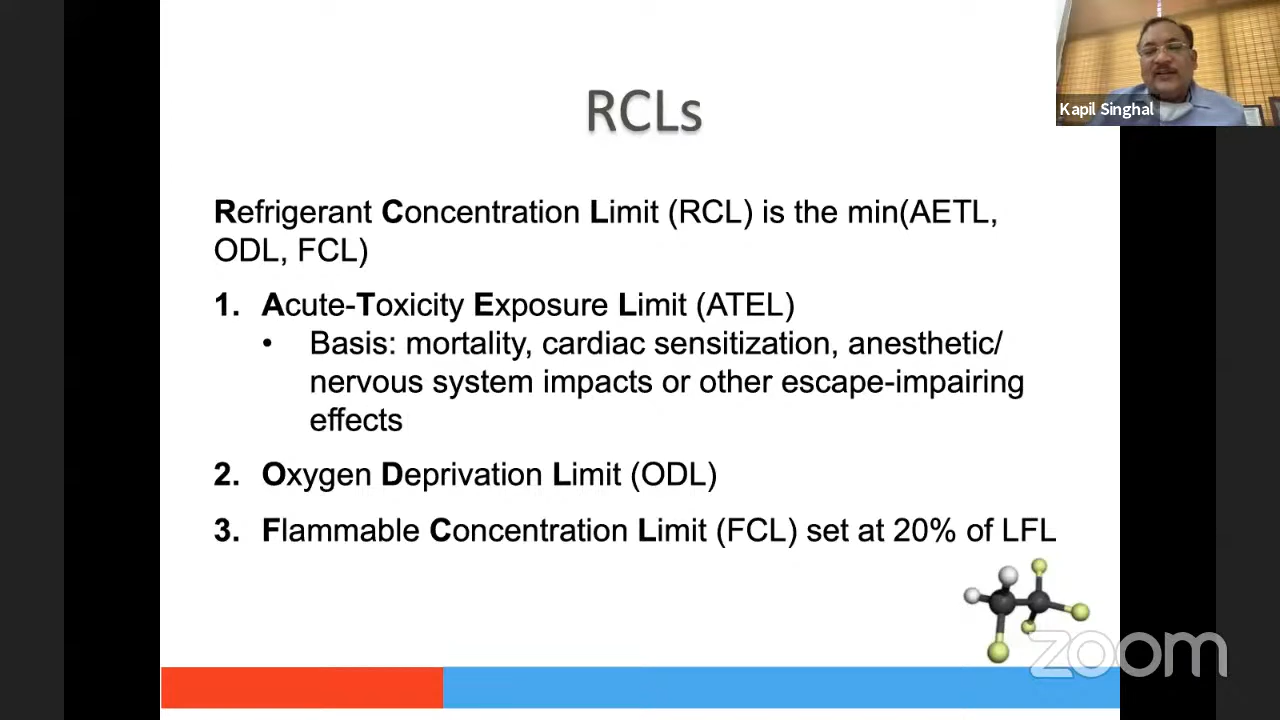 RCLs
Kapil Singhal
Refrigerant Concentration Limit (RCL) is the min(AETL,
ODL, FCL)
1. Acute-Toxicity Exposure Limit (ATEL)
• Basis: mortality, cardiac sensitization, anesthetic/
nervous system impacts or other escape-impairing
effects
2. Oxygen Deprivation Limit (ODL)
3. Flammable Concentration Limit (FCL) set at 20% of LFL
zoom